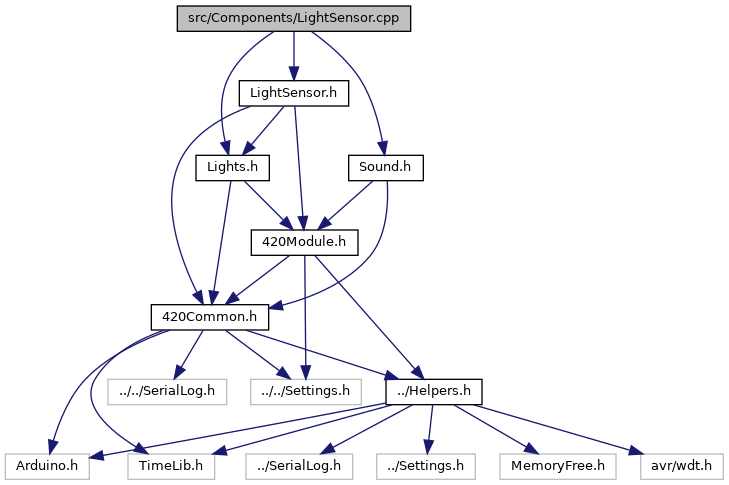 src/Components/LightSensor.cpp
LightSensor.h
Lights.h
Sound.h
420Module.h
420Common.h
../../SerialLog.h
../../Settings.h
../Helpers.h
Arduino.h
TimeLib.h
../SerialLog.h
../Settings.h
MemoryFree.h
avr/wdt.h